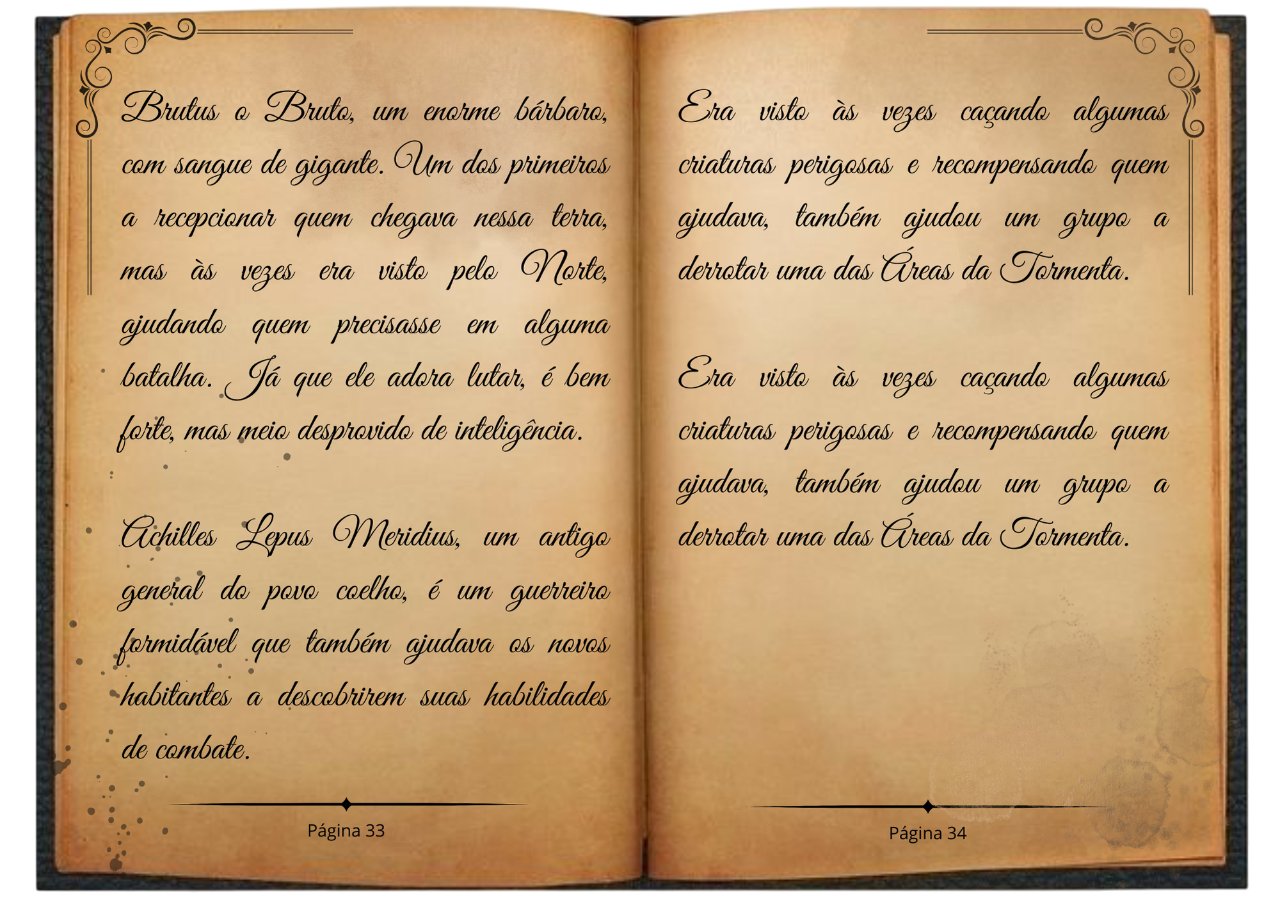 Brutus o Bruto, um enorme bárbaro,
com sangue de gigante. Um dos primeiros
a recepcionar quem chegava nessa terra,
mas às vezes era visto pelo Norte,
ajudando quem precisasse em alguma
batalha. Já que ele adora lutar, é bem
forte, mas meio desprovido de inteligência.
Achilles Lepus Meridius, um antigo
general do povo coelho, é um guerreiro
formidável que também ajudava os novos
habitantes a descobrirem suas habilidades
de combate.
Página 33
Era visto às vezes caçando algumas
criaturas perigosas e recompensando quem
ajudava, também ajudou um grupo a
derrotar uma das Áreas da Tormenta.
Era visto às vezes caçando algumas
criaturas perigosas e recompensando quem
ajudava, também ajudou um grupo a
derrotar uma das Áreas da Tormenta.
Página 34